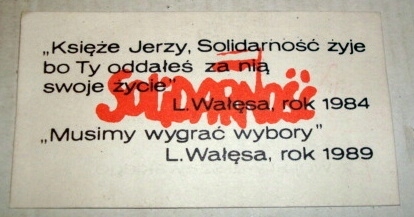 „Księże Jerzy, Solidarność żyje
bo Ty oddałeś za nią
swoje życie”
SOLIDARNOŚĆ
L.Wałęsa, rok 1984
„Musimy wygrać wybory”
L.Wałęsa, rok 1989